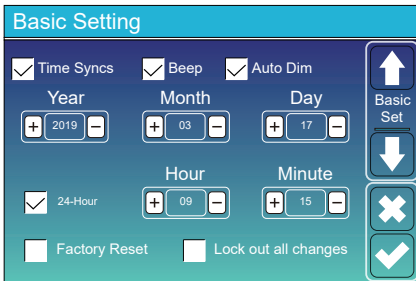 Basic Setting
Time Syncs Beep Auto Dim
Year Month Day
+ 2019 − + 03 − + 17 −
Basic
Set
Hour Minute
24-Hour + 09 − + 15 −
Factory Reset Lock out all changes